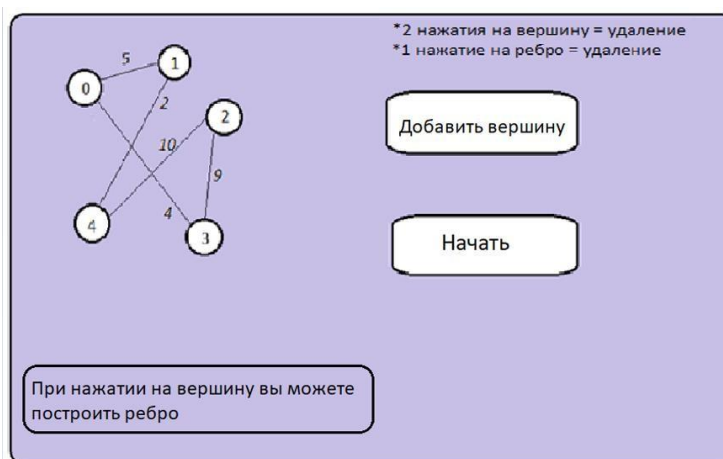 *2 нажатия на вершину = удаление
*1 нажатие на ребро = удаление
5
1
0
2
2
Добавить вершину
10
9
4
4
3
Начать
При нажатии на вершину вы можете
построить ребро